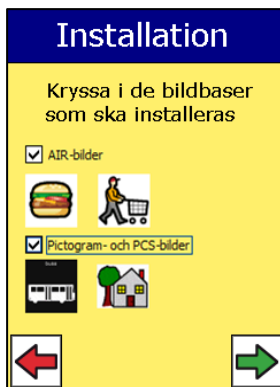 Installation
Kryssa i de bildbaser
som ska installeras
AIR-bilder
Pictogram- och PCS-bilder